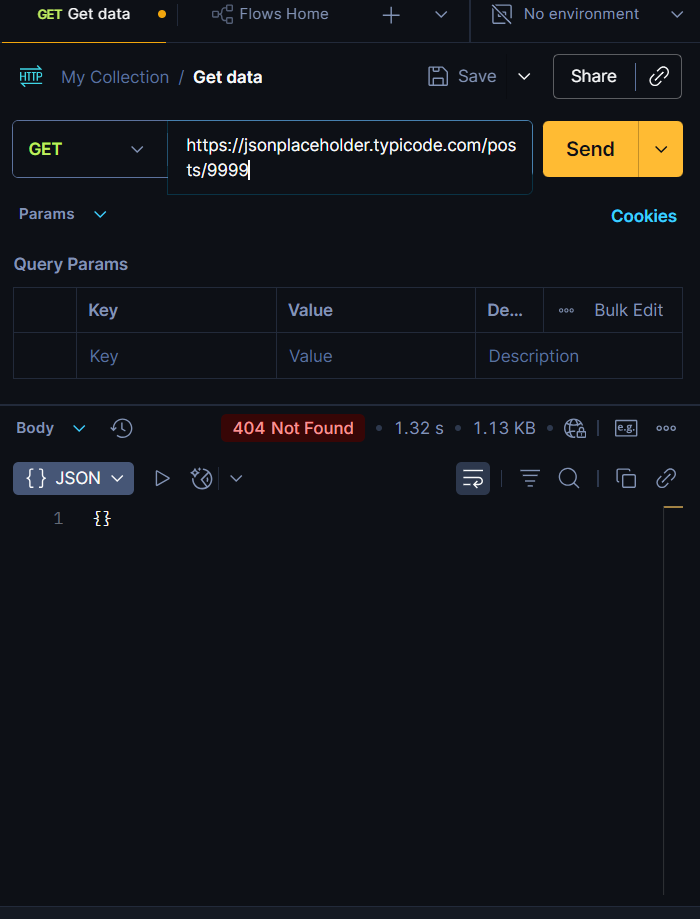 GET Get data Flows Home No environment
HTTP My Collection / Get data Save Share
GET https://jsonplaceholder.typicode.com/pos
ts/9999 Send
Params Cookies
Query Params
Key Value De... Bulk Edit
Key Value Description
Body 404 Not Found 1.32 s 1.13 KB e.g.
{ } JSON
1 {}